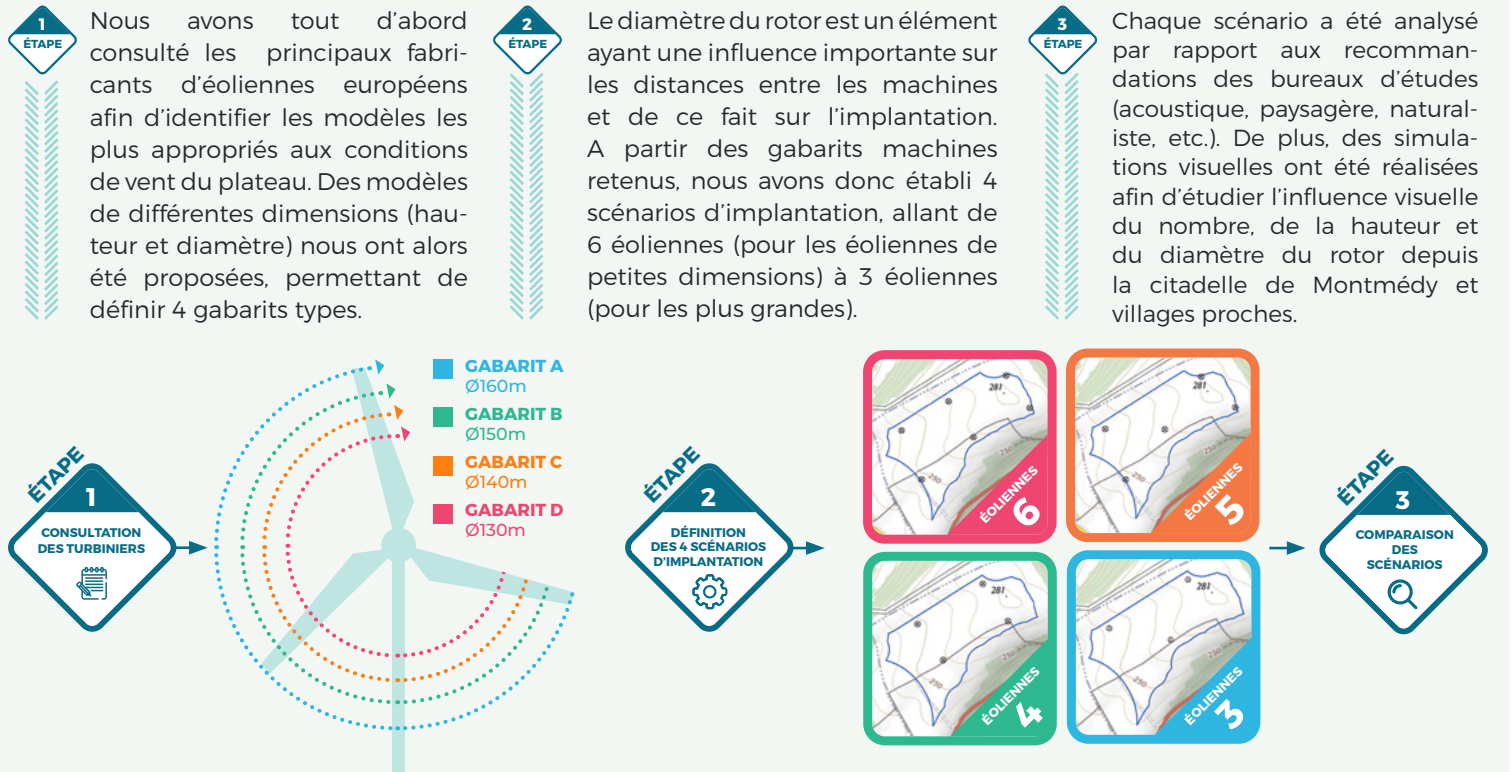 1
ÉTAPE
Nous avons tout d'abord
consulté les principaux fabri-
cants d'éoliennes européens
afin d'identifier les modèles les
plus appropriés aux conditions
de vent du plateau. Des modèles
de différentes dimensions (hau-
teur et diamètre) nous ont alors
été proposées, permettant de
définir 4 gabarits types.
2
ÉTAPE
Le diamètre du rotor est un élément
ayant une influence importante sur
les distances entre les machines
et de ce fait sur l'implantation.
A partir des gabarits machines
retenus, nous avons donc établi 4
scénarios d'implantation, allant de
6 éoliennes (pour les éoliennes de
petites dimensions) à 3 éoliennes
(pour les plus grandes).
3
ÉTAPE
Chaque scénario a été analysé
par rapport aux recomman-
dations des bureaux d'études
(acoustique, paysagère, natural-
iste, etc.). De plus, des simula-
tions visuelles ont été réalisées
afin d'étudier l'influence visuelle
du nombre, de la hauteur et
du diamètre du rotor depuis
la citadelle de Montmédy et
villages proches.
ÉTAPE
1
CONSULTATION
DES TURBINIERS
GABARIT A
Ø160m
GABARIT B
Ø150m
GABARIT C
Ø140m
GABARIT D
Ø130m
ÉTAPE
2
DÉFINITION
DES 4 SCÉNARIOS
D'IMPLANTATION
281
250
250
ÉOLIENNES
6
281
250
250
ÉOLIENNES
5
281
250
250
ÉOLIENNES
4
281
250
250
ÉOLIENNES
3
ÉTAPE
3
COMPARAISON
DES
SCÉNARIOS